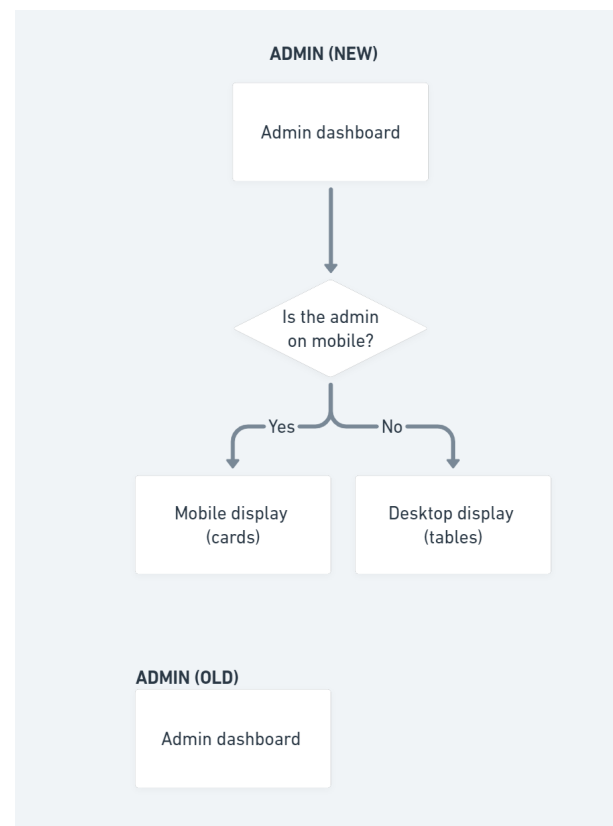 ADMIN (NEW)
Admin dashboard
Is the admin
on mobile?
Yes
No
Mobile display
(cards)
Desktop display
(tables)
ADMIN (OLD)
Admin dashboard